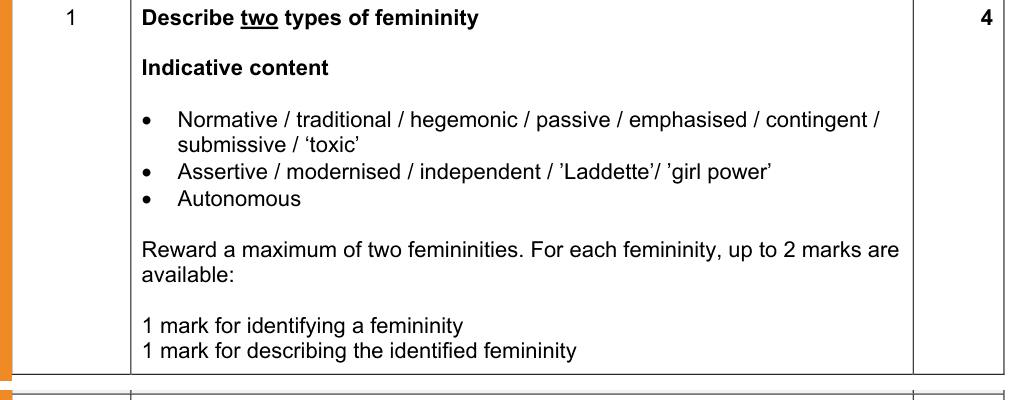 1
Describe two types of femininity
4
Indicative content
• Normative / traditional / hegemonic / passive / emphasised / contingent /
submissive / ‘toxic’
• Assertive / modernised / independent / ’Laddette’/ ’girl power’
• Autonomous
Reward a maximum of two femininities. For each femininity, up to 2 marks are
available:
1 mark for identifying a femininity
1 mark for describing the identified femininity